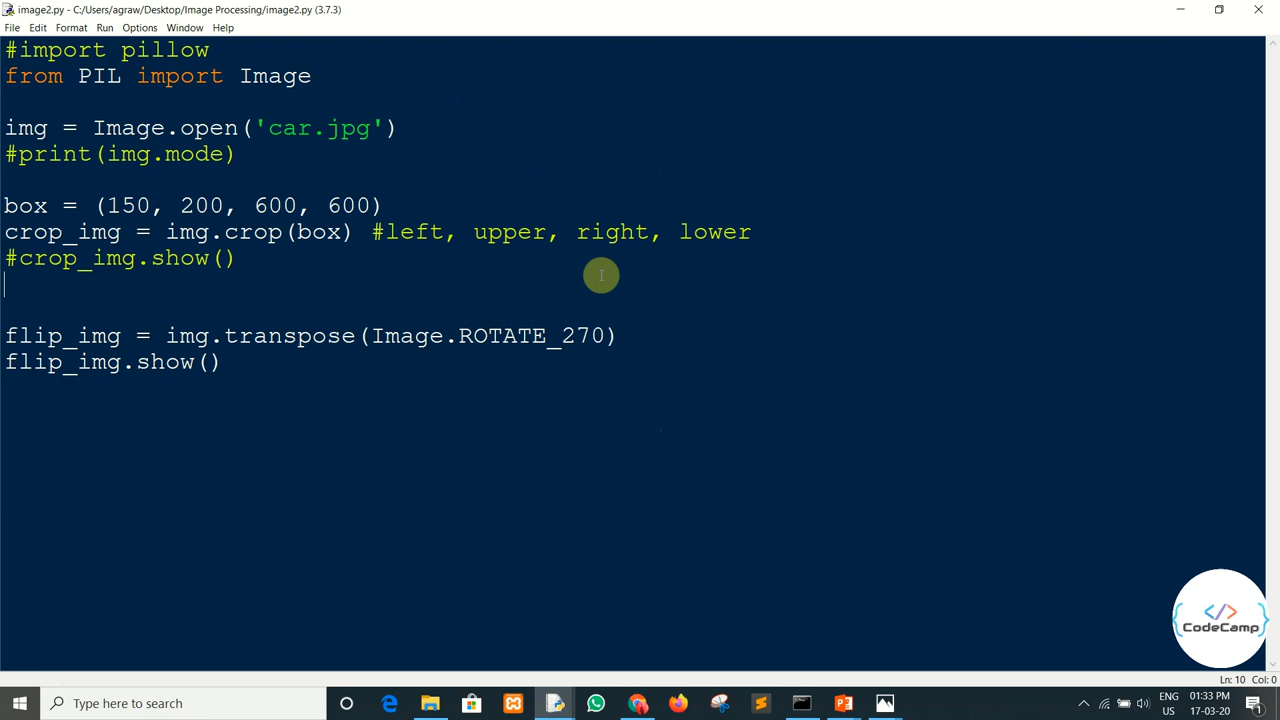 image2.py - C:/Users/agraw/Desktop/Image Processing/image2.py (3.7.3)
File Edit Format Run Options Window Help
#import pillow
from PIL import Image
img = Image.open('car.jpg')
#print(img.mode)
box = (150, 200, 600, 600)
crop_img = img.crop(box) #left, upper, right, lower
#crop_img.show()
flip_img = img.transpose(Image.ROTATE_270)
flip_img.show()
</>
{CodeCamp}
Ln: 10 Col: 0
Type here to search
ENG
US
01:33 PM
17-03-20
1